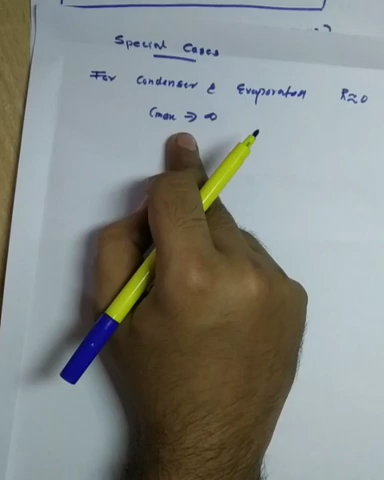 Special Cases
For Condenser & Evaporator R≈0
Cmax → ∞